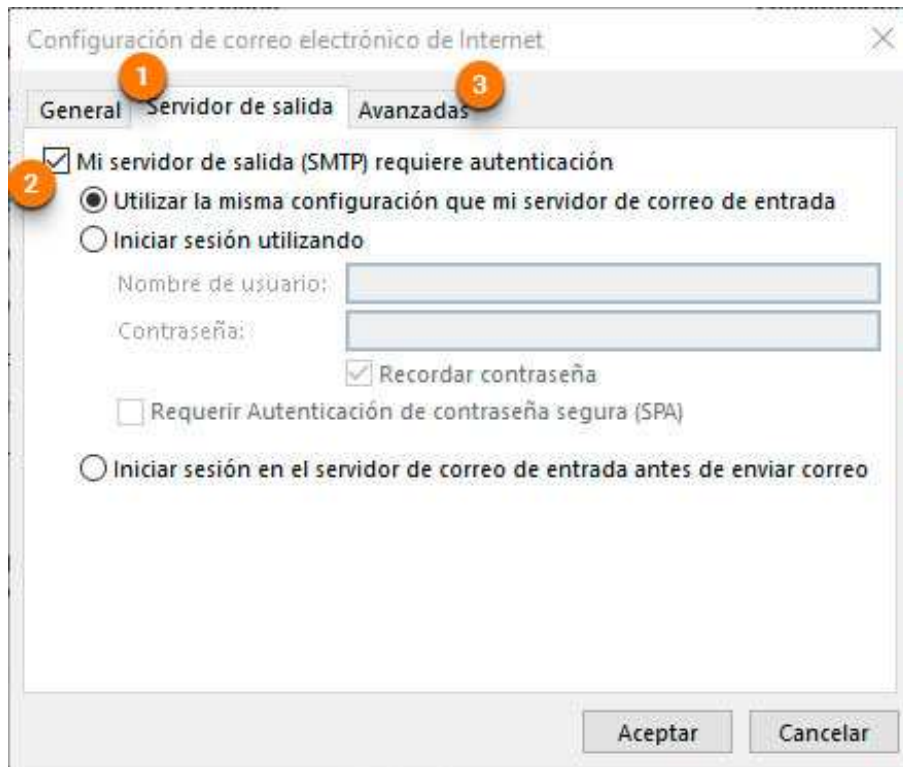 Configuración de correo electrónico de Internet
1
3
General Servidor de salida Avanzadas
Mi servidor de salida (SMTP) requiere autenticación
2
Utilizar la misma configuración que mi servidor de correo de entrada
Iniciar sesión utilizando
Nombre de usuario:
Contraseña:
Recordar contraseña
Requerir Autenticación de contraseña segura (SPA)
Iniciar sesión en el servidor de correo de entrada antes de enviar correo
Aceptar Cancelar